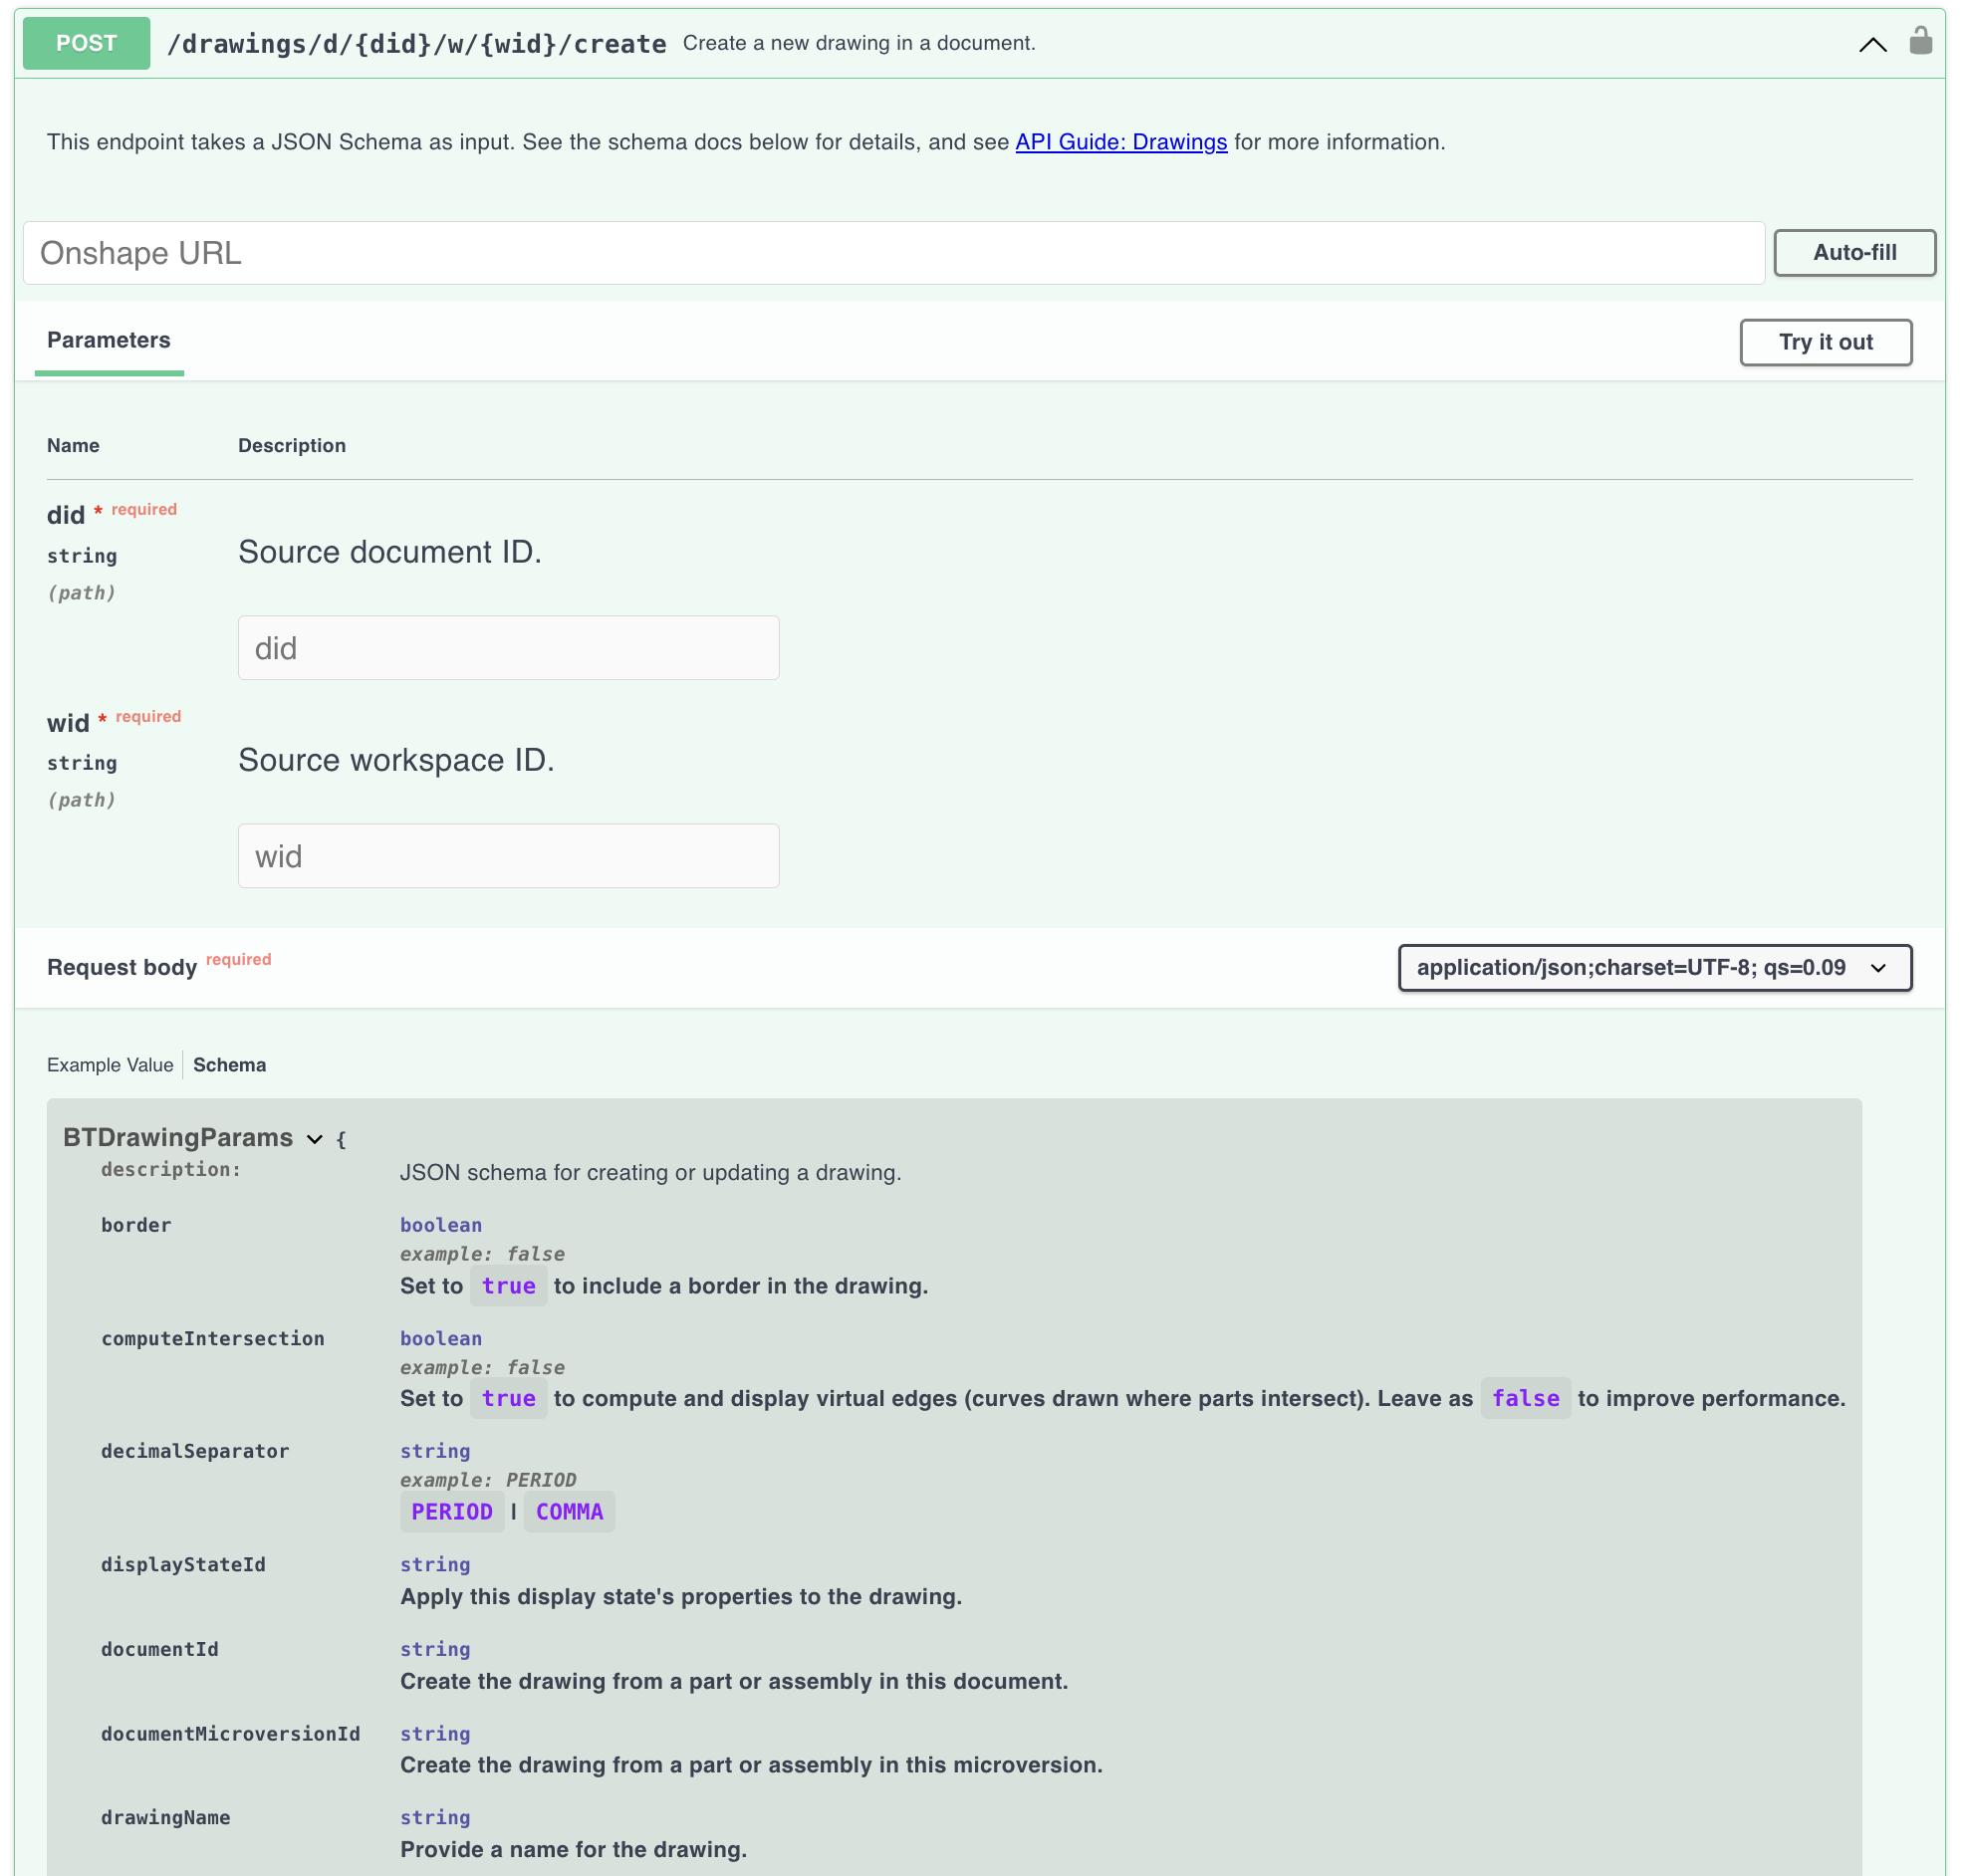 POST /drawings/d/{did}/w/{wid}/create Create a new drawing in a document.
This endpoint takes a JSON Schema as input. See the schema docs below for details, and see API Guide: Drawings for more information.
Onshape URL Auto-fill
Parameters Try it out
Name Description
did * required
string
(path)
Source document ID.
did
wid * required
string
(path)
Source workspace ID.
wid
Request body required application/json;charset=UTF-8; qs=0.09
Example Value Schema
BTDrawingParams {
description: JSON schema for creating or updating a drawing.
border boolean
example: false
Set to true to include a border in the drawing.
computeIntersection boolean
example: false
Set to true to compute and display virtual edges (curves drawn where parts intersect). Leave as false to improve performance.
decimalSeparator string
example: PERIOD
PERIOD | COMMA
displayStateId string
Apply this display state's properties to the drawing.
documentId string
Create the drawing from a part or assembly in this document.
documentMicroversionId string
Create the drawing from a part or assembly in this microversion.
drawingName string
Provide a name for the drawing.